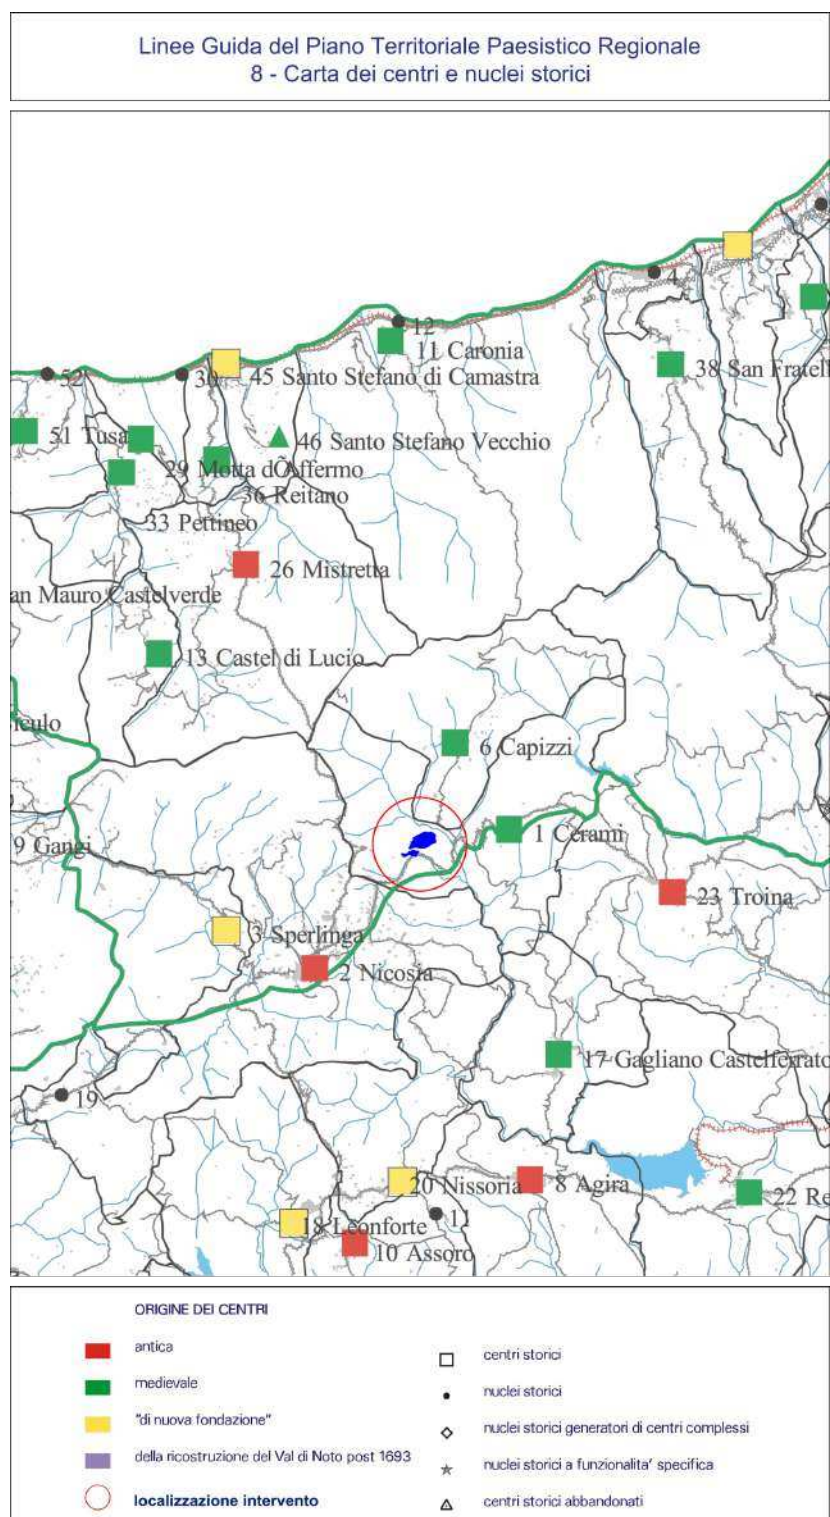 Linee Guida del Piano Territoriale Paesistico Regionale
8 - Carta dei centri e nuclei storici
4
12
11 Caronia
38 San Fratell
52
30
45 Santo Stefano di Camastra
51 Tusa
46 Santo Stefano Vecchio
29 Motta dÕAffermo
36 Reitano
33 Pettineo
26 Mistretta
an Mauro Castelverde
13 Castel di Lucio
iculo
6 Capizzi
9 Gangi
1 Cerami
23 Troina
3 Sperlinga
2 Nicosia
17 Gagliano Castelferrato
19
20 Nissoria
8 Agira
22 Re
18 Leonforte
11
10 Assoro
ORIGINE DEI CENTRI
antica
medievale
"di nuova fondazione"
della ricostruzione del Val di Noto post 1693
localizzazione intervento
centri storici
nuclei storici
nuclei storici generatori di centri complessi
nuclei storici a funzionalita' specifica
centri storici abbandonati